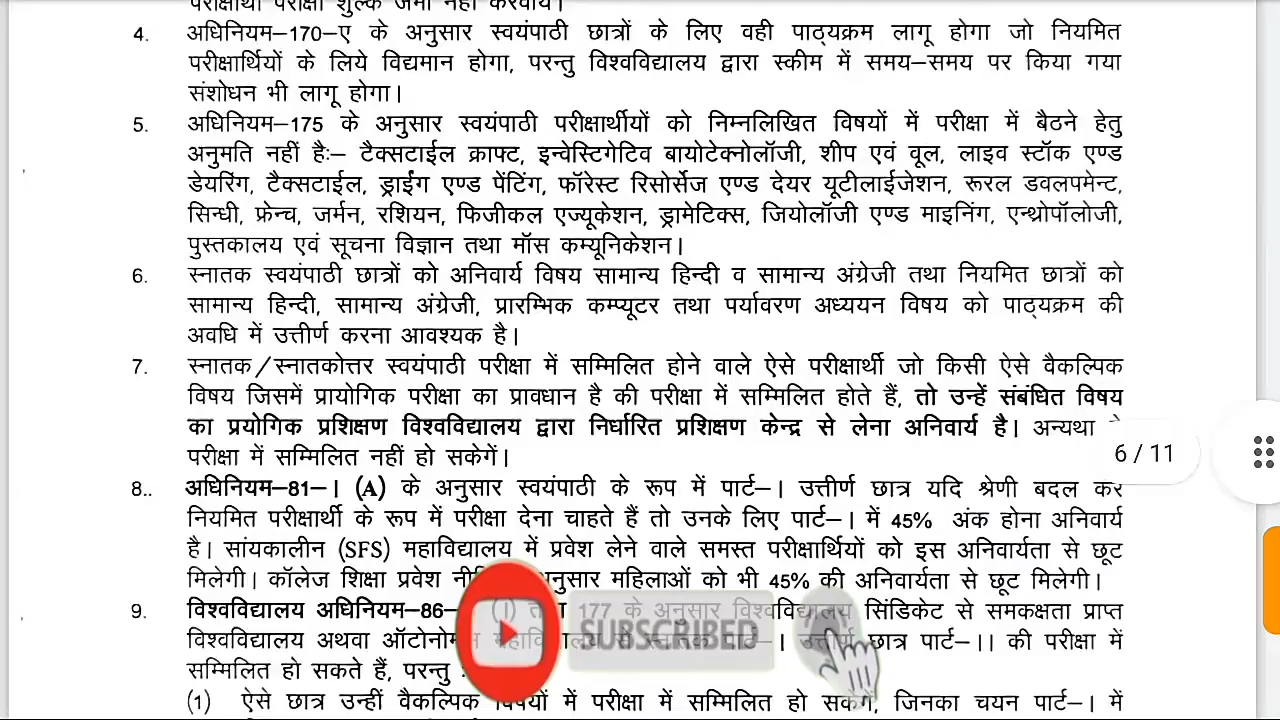 परीक्षार्थी परीक्षा शुल्क जमा नहीं करवायें।
4. अधिनियम–170–ए के अनुसार स्वयंपाठी छात्रों के लिए वही पाठ्यक्रम लागू होगा जो नियमित
परीक्षार्थियों के लिये विद्यमान होगा, परन्तु विश्वविद्यालय द्वारा स्कीम में समय–समय पर किया गया
संशोधन भी लागू होगा।
5. अधिनियम–175 के अनुसार स्वयंपाठी परीक्षार्थीयों को निम्नलिखित विषयों में परीक्षा में बैठने हेतु
अनुमति नहीं हैः– टैक्सटाईल क्राफ्ट, इन्वेस्टिगेटिव बायोटेक्नोलॉजी, शीप एवं वूल, लाइव स्टॉक एण्ड
डेयरिंग, टैक्सटाईल, ड्राईंग एण्ड पेंटिंग, फॉरेस्ट रिसोर्सेज एण्ड देयर यूटीलाईजेशन, रूरल डवलपमेन्ट,
सिन्धी, फ्रेन्च, जर्मन, रशियन, फिजीकल एज्यूकेशन, ड्रामेटिक्स, जियोलॉजी एण्ड माइनिंग, एन्थ्रोपॉलोजी,
पुस्तकालय एवं सूचना विज्ञान तथा मॉस कम्यूनिकेशन।
6. स्नातक स्वयंपाठी छात्रों को अनिवार्य विषय सामान्य हिन्दी व सामान्य अंग्रेजी तथा नियमित छात्रों को
सामान्य हिन्दी, सामान्य अंग्रेजी, प्रारम्भिक कम्प्यूटर तथा पर्यावरण अध्ययन विषय को पाठ्यक्रम की
अवधि में उत्तीर्ण करना आवश्यक है।
7. स्नातक/स्नातकोत्तर स्वयंपाठी परीक्षा में सम्मिलित होने वाले ऐसे परीक्षार्थी जो किसी ऐसे वैकल्पिक
विषय जिसमें प्रायोगिक परीक्षा का प्रावधान है की परीक्षा में सम्मिलित होते हैं, तो उन्हें संबंधित विषय
का प्रयोगिक प्रशिक्षण विश्वविद्यालय द्वारा निर्धारित प्रशिक्षण केन्द्र से लेना अनिवार्य है। अन्यथा
परीक्षा में सम्मिलित नहीं हो सकेगें।
6 / 11
8.. अधिनियम–81–। (A) के अनुसार स्वयंपाठी के रूप में पार्ट–। उत्तीर्ण छात्र यदि श्रेणी बदल कर
नियमित परीक्षार्थी के रूप में परीक्षा देना चाहते हैं तो उनके लिए पार्ट–। में 45% अंक होना अनिवार्य
है। सांयकालीन (SFS) महाविद्यालय में प्रवेश लेने वाले समस्त परीक्षार्थियों को इस अनिवार्यता से छूट
मिलेगी। कॉलेज शिक्षा प्रवेश अनुसार महिलाओं को भी 45% की अनिवार्यता से छूट मिलेगी।
9. विश्वविद्यालय अधिनियम–86– (।) 177 के अनुसार विश्वविद्यालय सिंडिकेट से समकक्षता प्राप्त
विश्वविद्यालय अथवा से स्नातक पार्ट–। उत्तीर्ण छात्र पार्ट–।। की परीक्षा में
SUBSCRIBED
सम्मिलित हो सकते हैं, परन्तु :
(1) ऐसे छात्र उन्हीं वैकल्पिक विषयों में परीक्षा में सम्मिलित हो सकेंगे, जिनका चयन पार्ट–। में